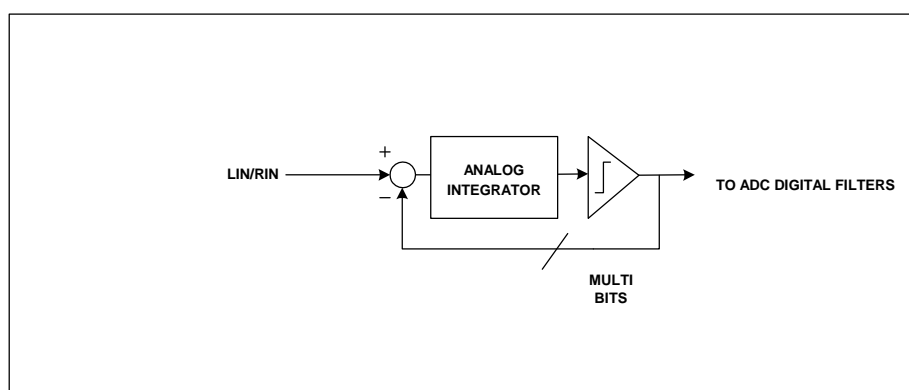 +
LIN/RIN
−
ANALOG
INTEGRATOR
TO ADC DIGITAL FILTERS
MULTI
BITS